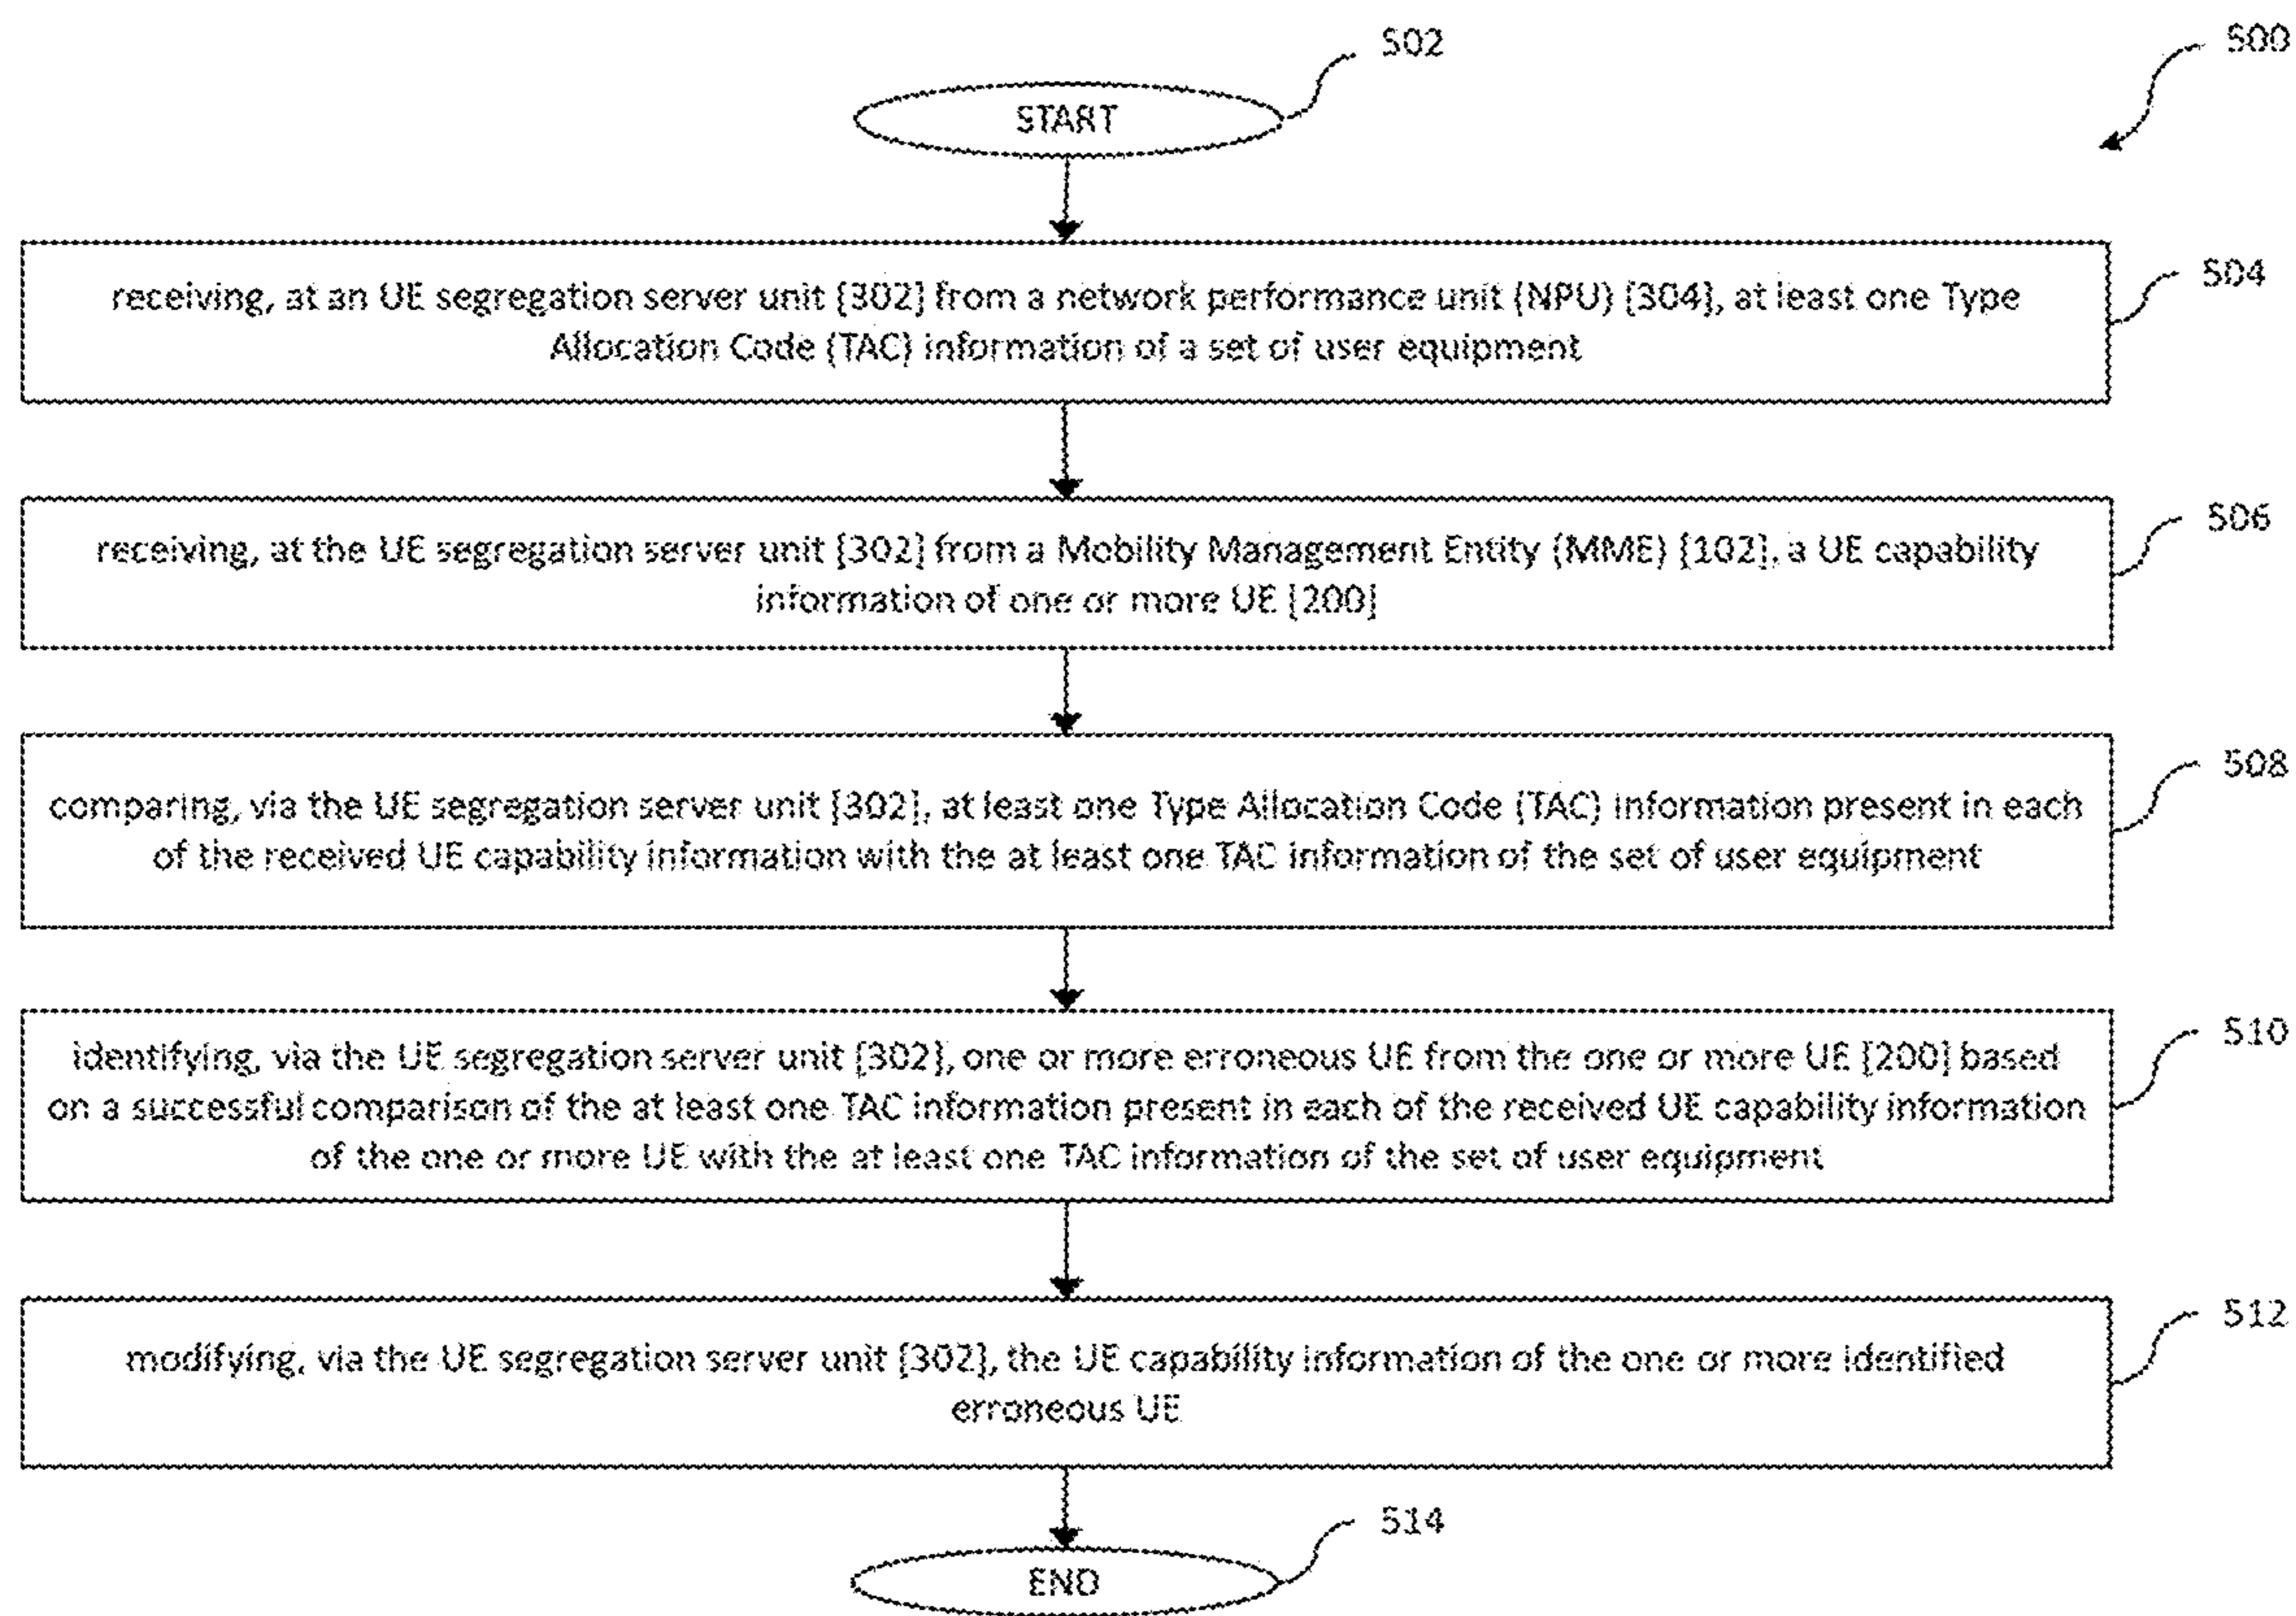 502
500
START
504
receiving, at an UE segregation server unit [302] from a network performance unit (NPU) [304], at least one Type
Allocation Code (TAC) information of a set of user equipment
506
receiving, at the UE segregation server unit [302] from a Mobility Management Entity (MME) [102], a UE capability
information of one or more UE [200]
508
comparing, via the UE segregation server unit [302], at least one Type Allocation Code (TAC) information present in each
of the received UE capability information with the at least one TAC information of the set of user equipment
510
identifying, via the UE segregation server unit [302], one or more erroneous UE from the one or more UE [200] based
on a successful comparison of the at least one TAC information present in each of the received UE capability information
of the one or more UE with the at least one TAC information of the set of user equipment
512
modifying, via the UE segregation server unit [302], the UE capability information of the one or more identified
erroneous UE
514
END